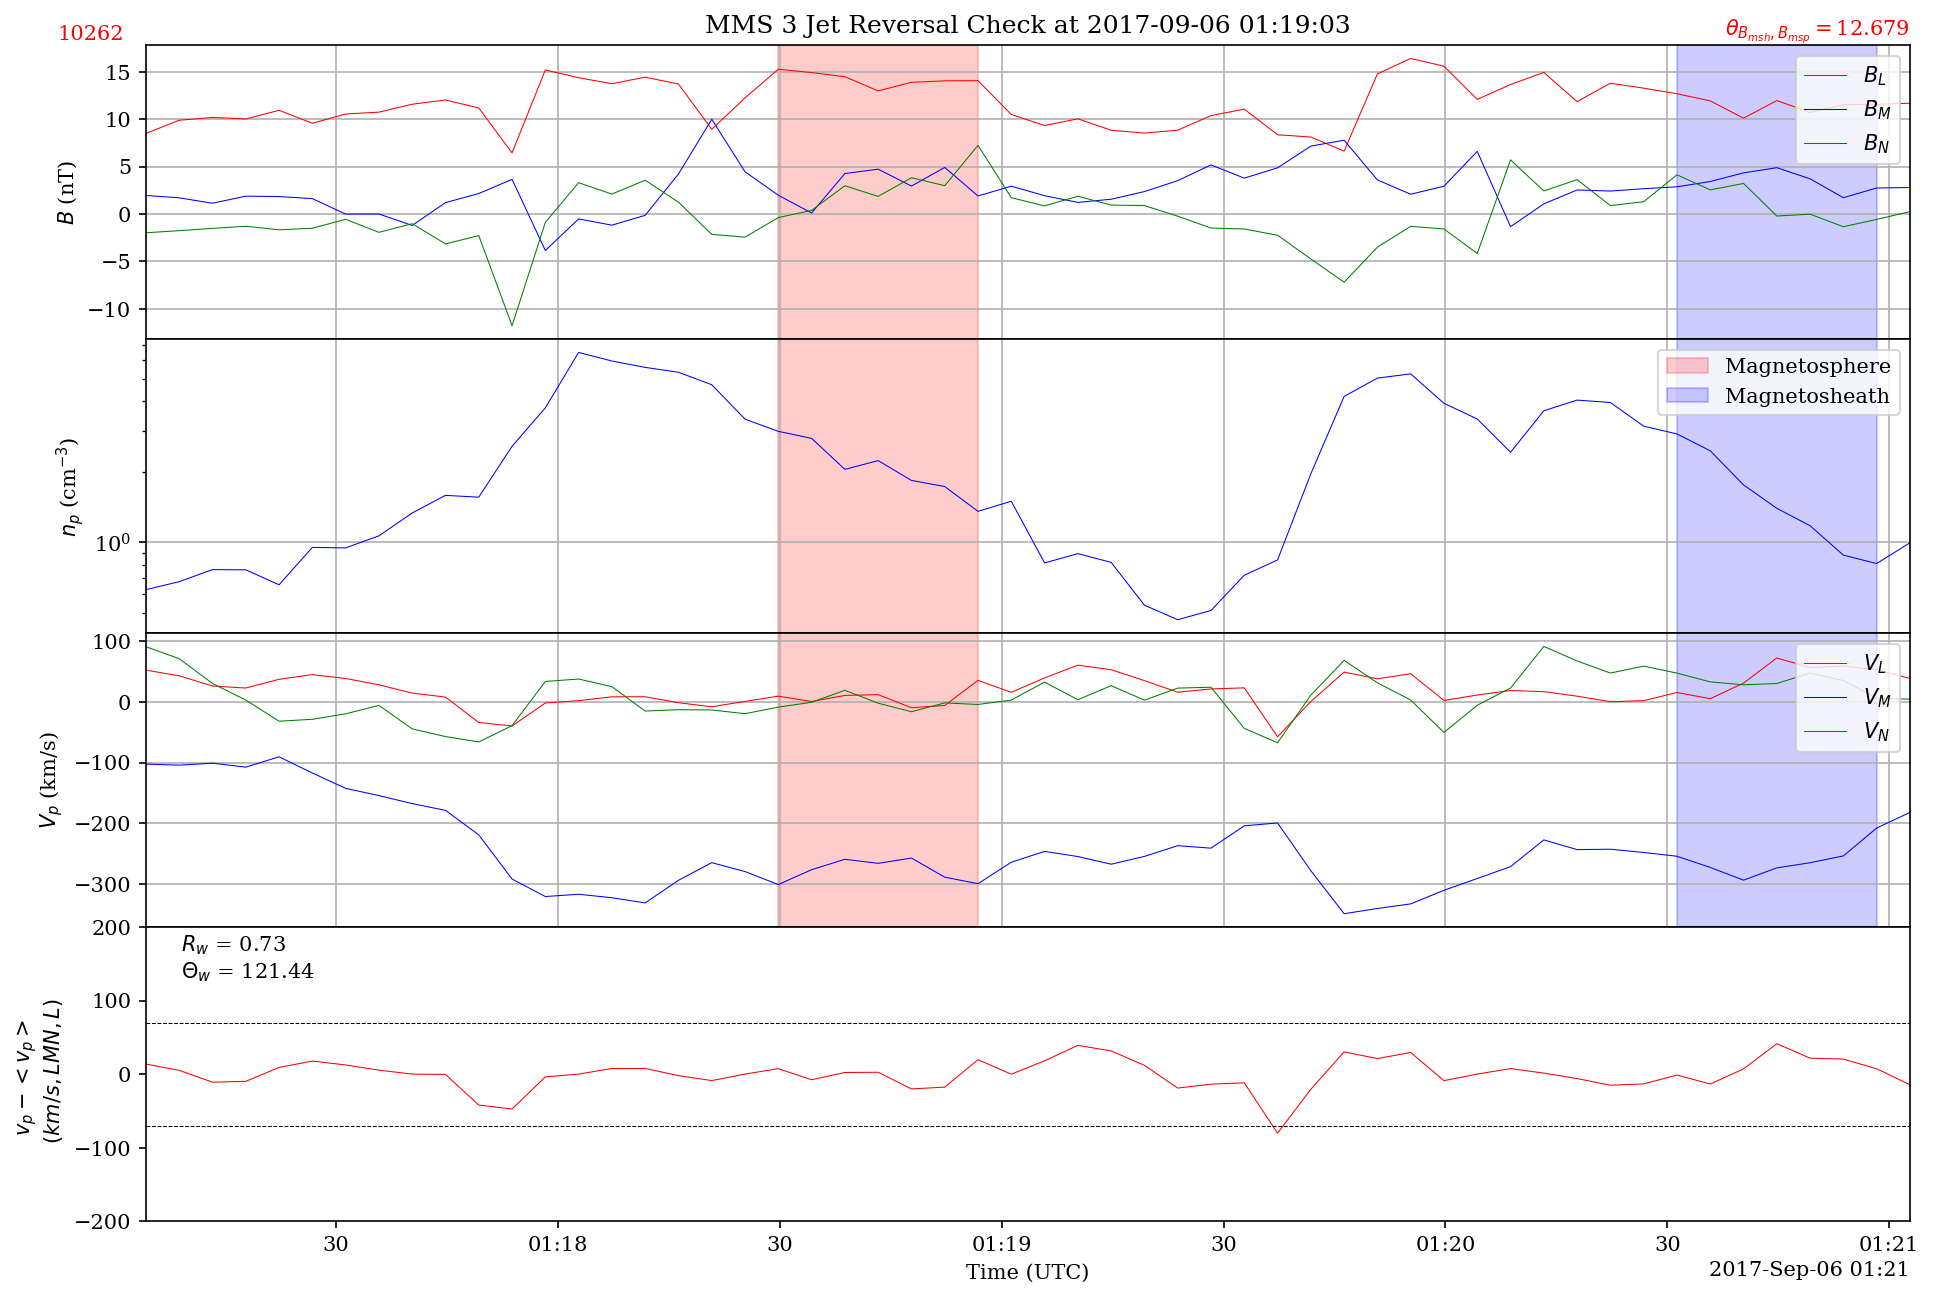 10262
MMS 3 Jet Reversal Check at 2017-09-06 01:19:03
θ_{B_{msh}, B_{msp}} = 12.679
15
10
5
0
−5
−10
B (nT)
B_L
B_M
B_N
10^0
n_p (cm^{−3})
Magnetosphere
Magnetosheath
100
0
−100
−200
−300
V_p (km/s)
V_L
V_M
V_N
200
100
0
−100
−200
v_p − < v_p >
(km/s, LMN, L)
R_w = 0.73
Θ_w = 121.44
30 01:18 30 01:19 30 01:20 30 01:21
Time (UTC)
2017-Sep-06 01:21